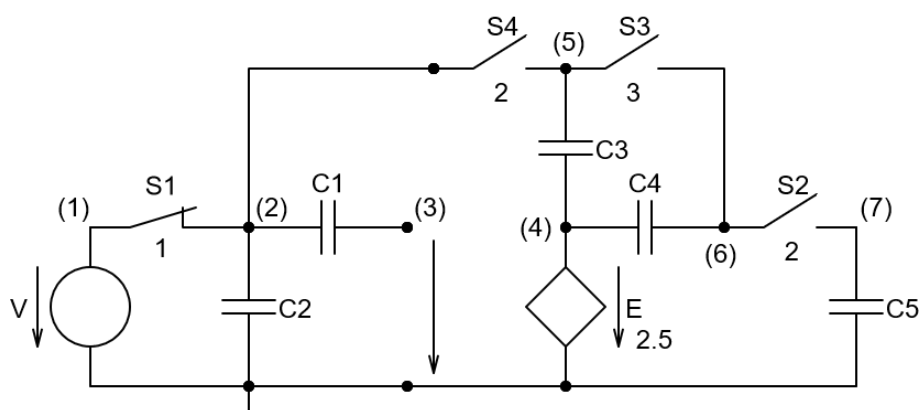 S4
(5)
S3
2
3
C3
S1
C1
C4
S2
(1)
(2)
(3)
(4)
(6)
(7)
1
2
V
C2
E
2.5
C5